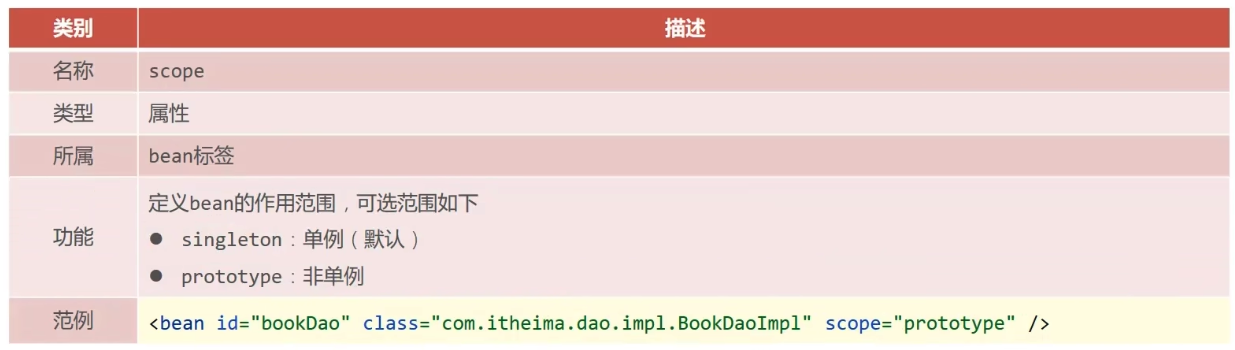 类别 描述
名称 scope
类型 属性
所属 bean标签
功能 定义bean的作用范围，可选范围如下
● singleton：单例（默认）
● prototype：非单例
范例 <bean id="bookDao" class="com.itheima.dao.impl.BookDaoImpl" scope="prototype" />